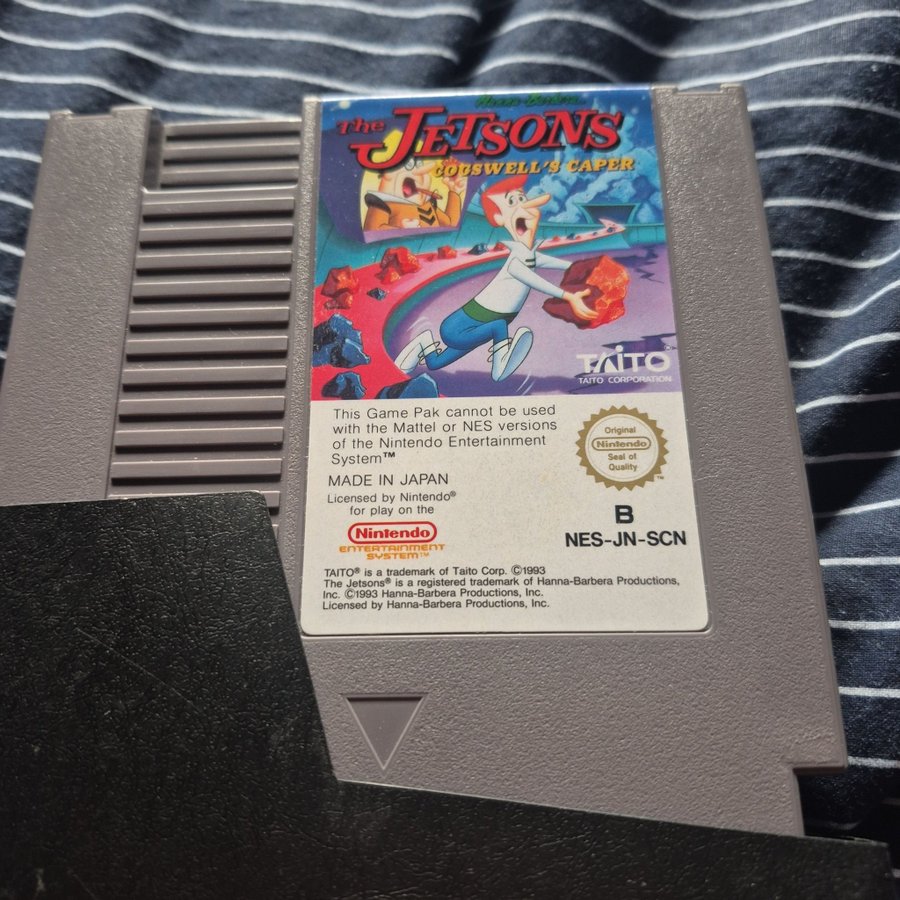 Hanna-Barbera
The JETSONS
COGSWELL'S CAPER
TAITO
TAITO CORPORATION
This Game Pak cannot be used
with the Mattel or NES versions
of the Nintendo Entertainment
System™
MADE IN JAPAN
Licensed by Nintendo®
for play on the
Nintendo
ENTERTAINMENT
SYSTEM™
Original
Nintendo
Seal of
Quality
™
B
NES-JN-SCN
TAITO® is a trademark of Taito Corp. ©1993
The Jetsons® is a registered trademark of Hanna-Barbera Productions,
Inc. ©1993 Hanna-Barbera Productions, Inc.
Licensed by Hanna-Barbera Productions, Inc.